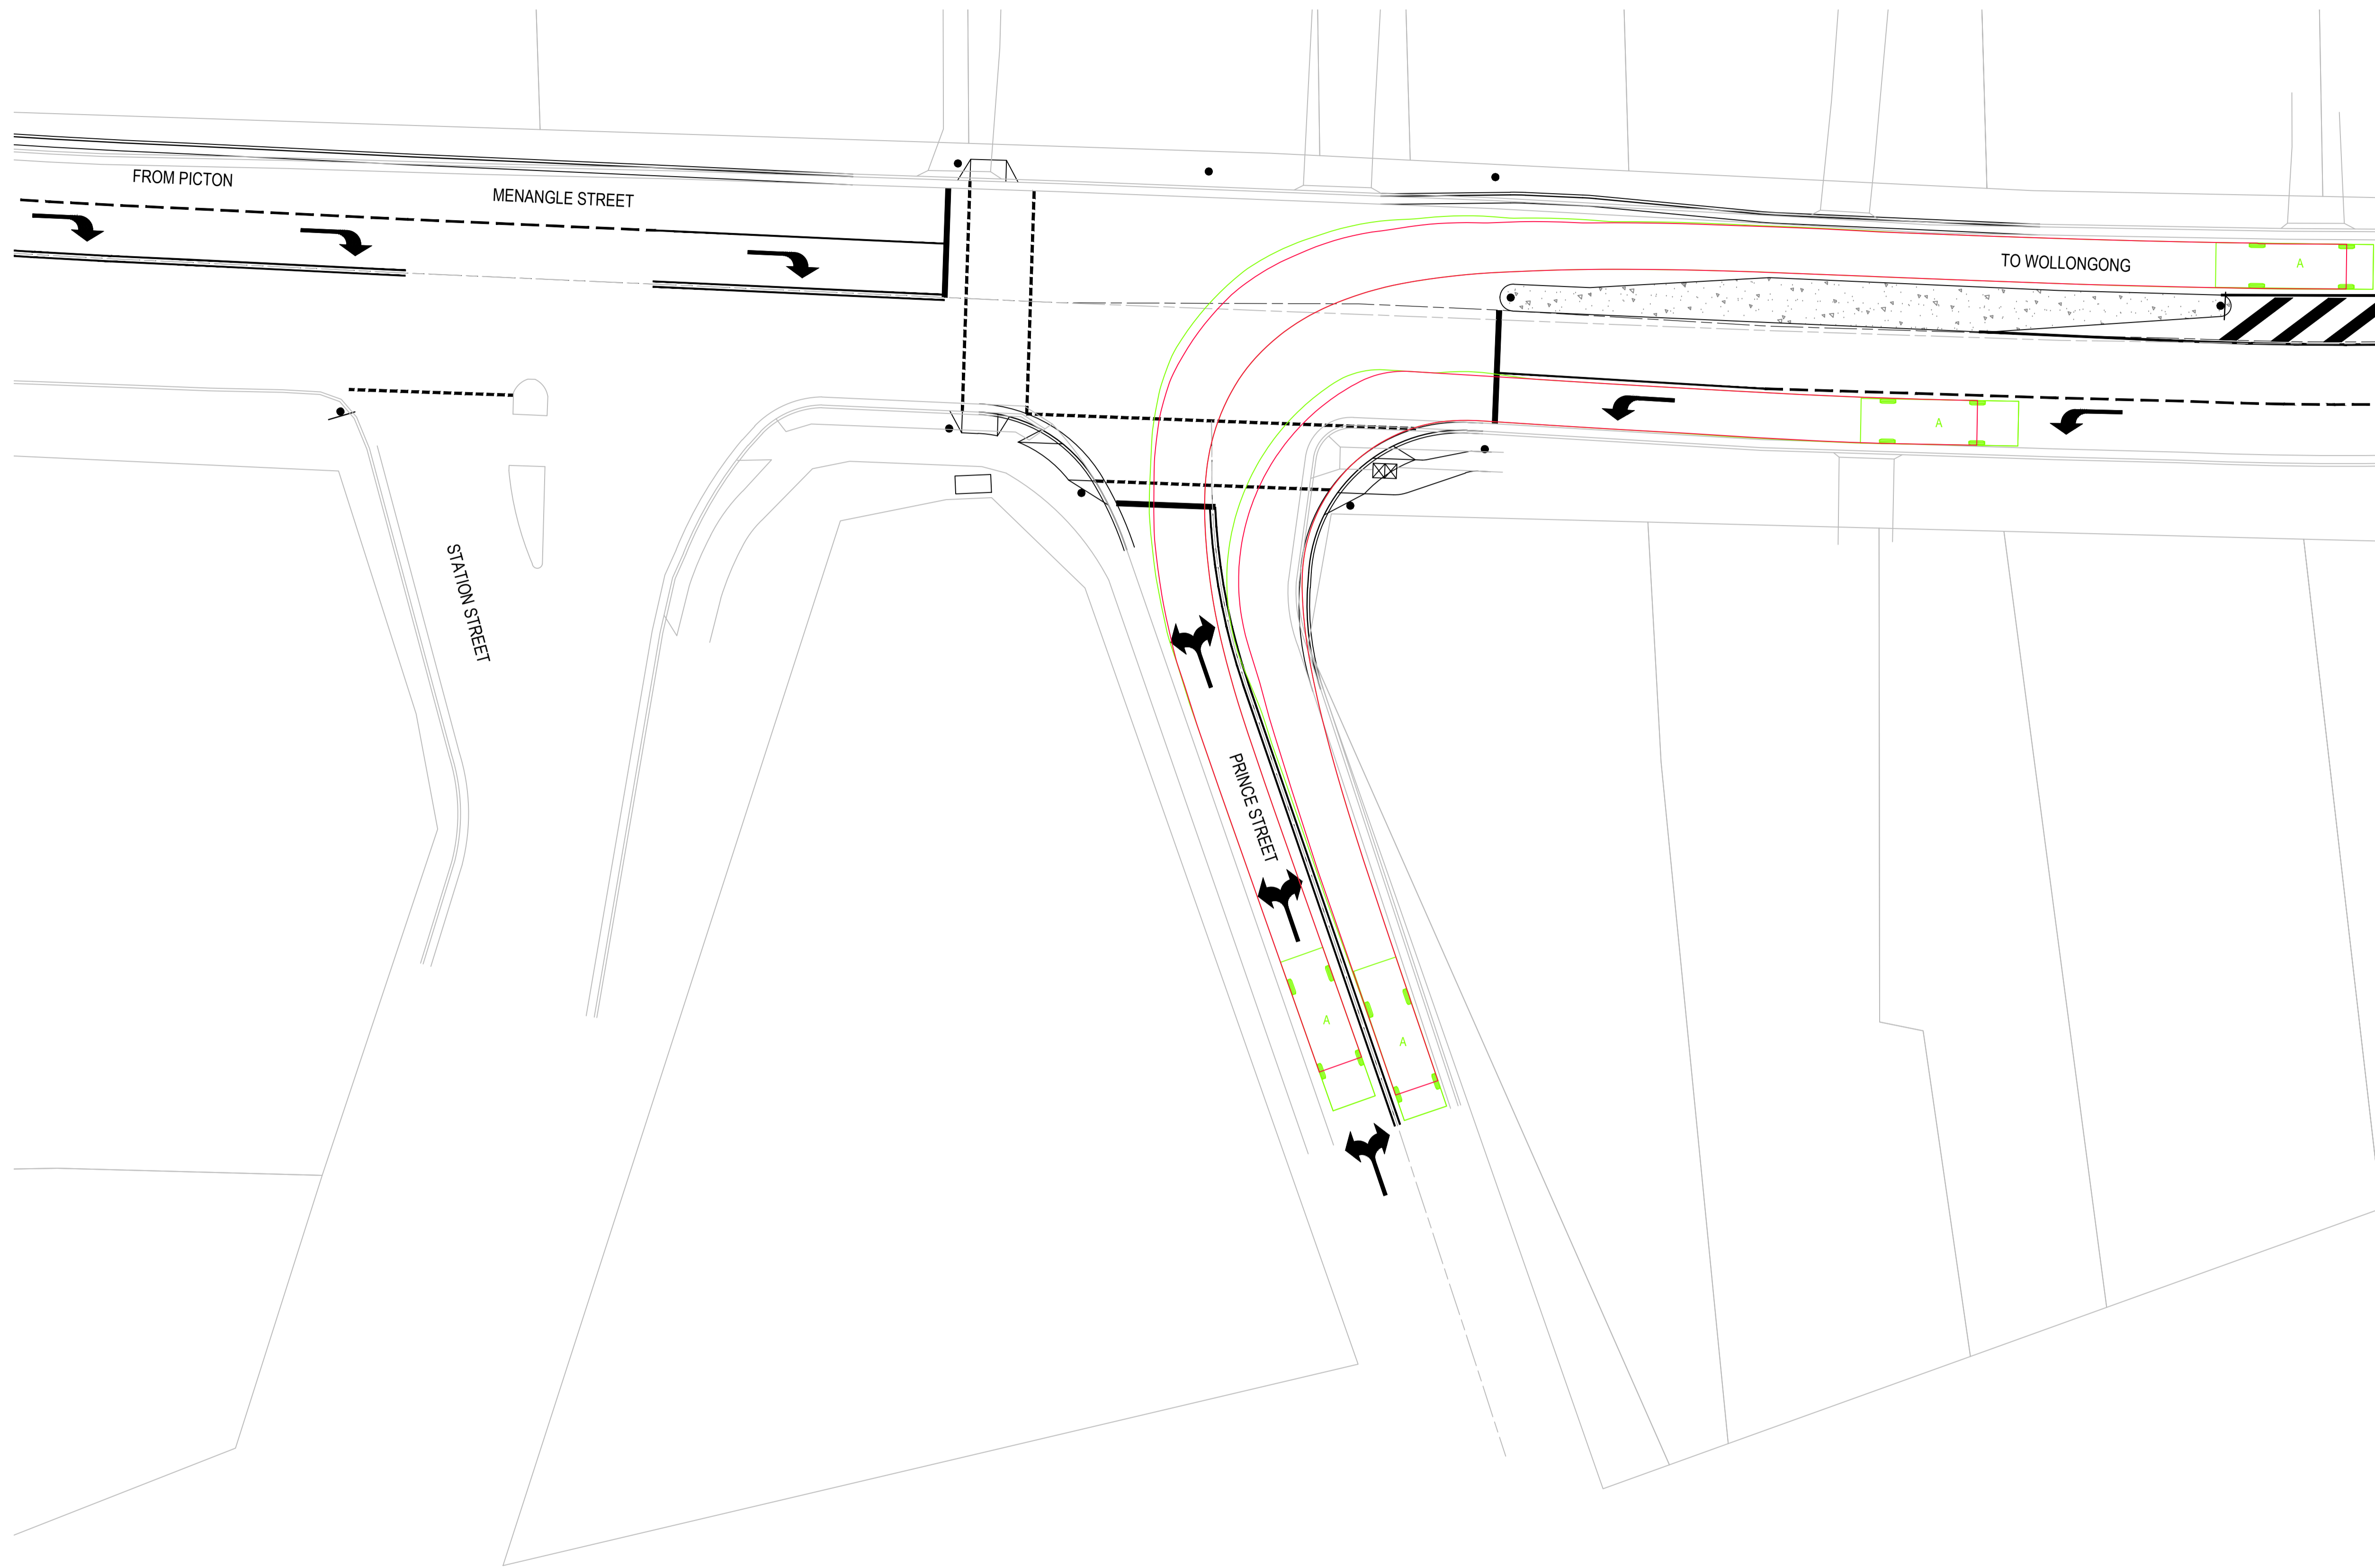 FROM PICTON
MENANGLE STREET
TO WOLLONGONG
A
A
STATION STREET
PRINCE STREET
A
A